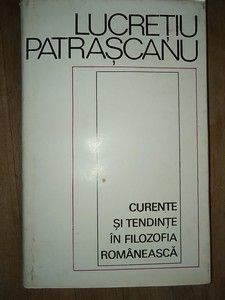 LUCREȚIU
PATRAȘCANU
CURENTE
ȘI TENDINȚE
ÎN FILOZOFIA
ROMÂNEASCĂ